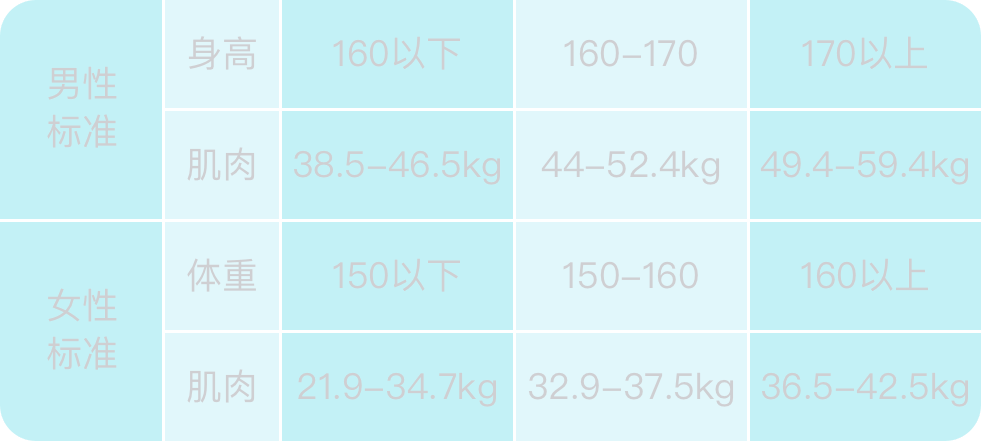 男性
标准
身高
160以下
160-170
170以上
肌肉
38.5-46.5kg
44-52.4kg
49.4-59.4kg
女性
标准
体重
150以下
150-160
160以上
肌肉
21.9-34.7kg
32.9-37.5kg
36.5-42.5kg